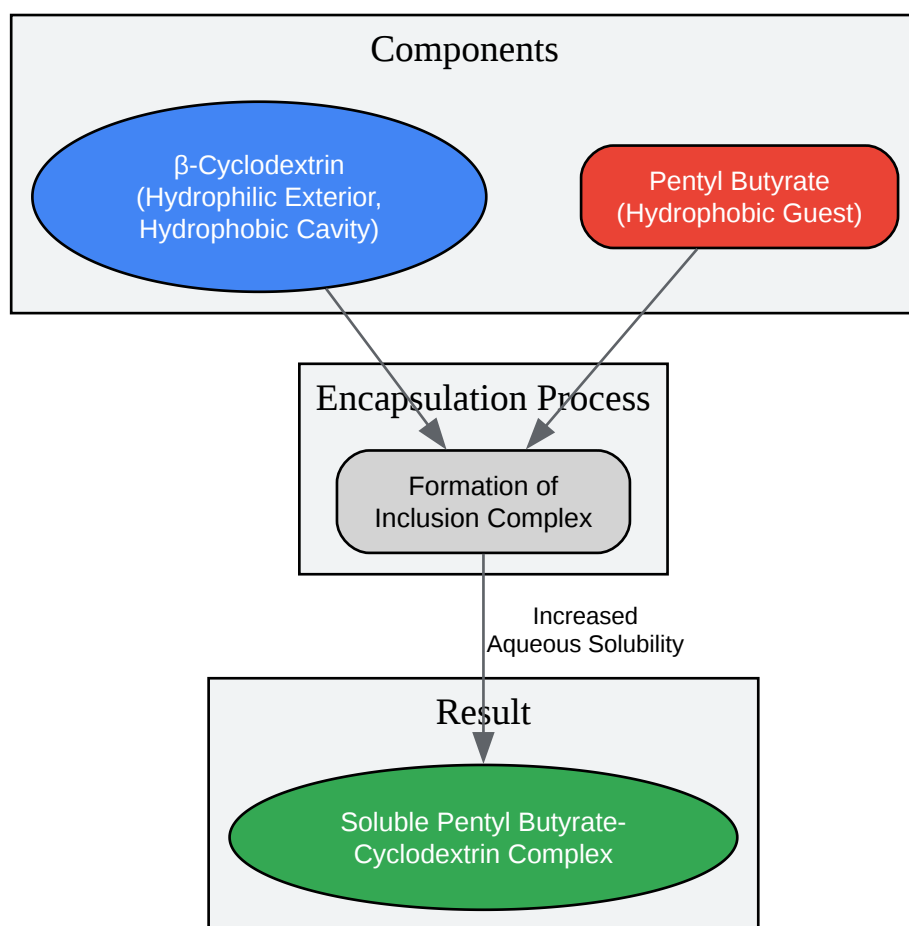 Components
β-Cyclodextrin
(Hydrophilic Exterior,
Hydrophobic Cavity)
Pentyl Butyrate
(Hydrophobic Guest)
Encapsulation Process
Formation of
Inclusion Complex
Increased
Aqueous Solubility
Result
Soluble Pentyl Butyrate-
Cyclodextrin Complex